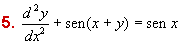 5. d²y/dx² + sen(x + y) = sen x